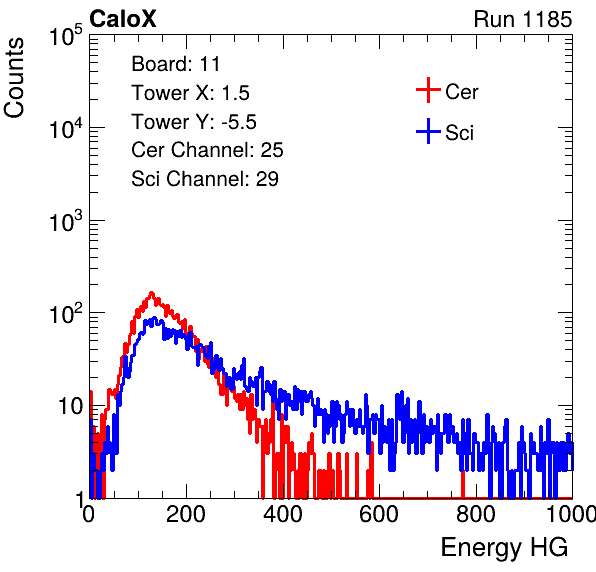 CaloX Run 1185
Counts
10^5
10^4
10^3
10^2
10
1
Board: 11
Tower X: 1.5
Tower Y: -5.5
Cer Channel: 25
Sci Channel: 29
Cer
Sci
0 200 400 600 800 1000
Energy HG